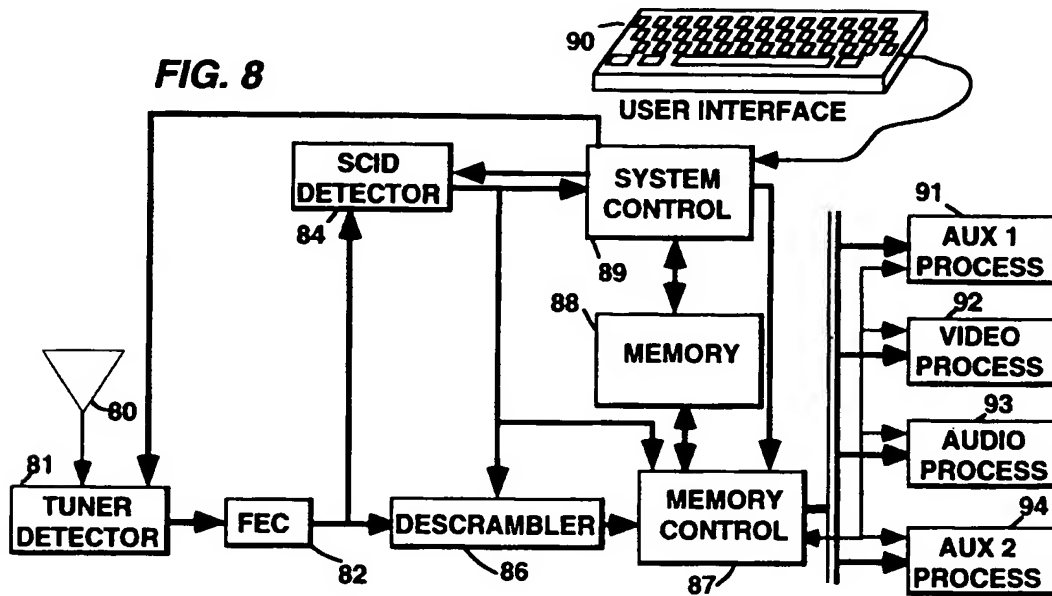 90
FIG. 8
USER INTERFACE
SCID
DETECTOR
84
SYSTEM
CONTROL
89
91
AUX 1
PROCESS
88
MEMORY
92
VIDEO
PROCESS
80
93
AUDIO
PROCESS
81
TUNER
DETECTOR
FEC
82
DESCRAMBLER
86
MEMORY
CONTROL
87
94
AUX 2
PROCESS